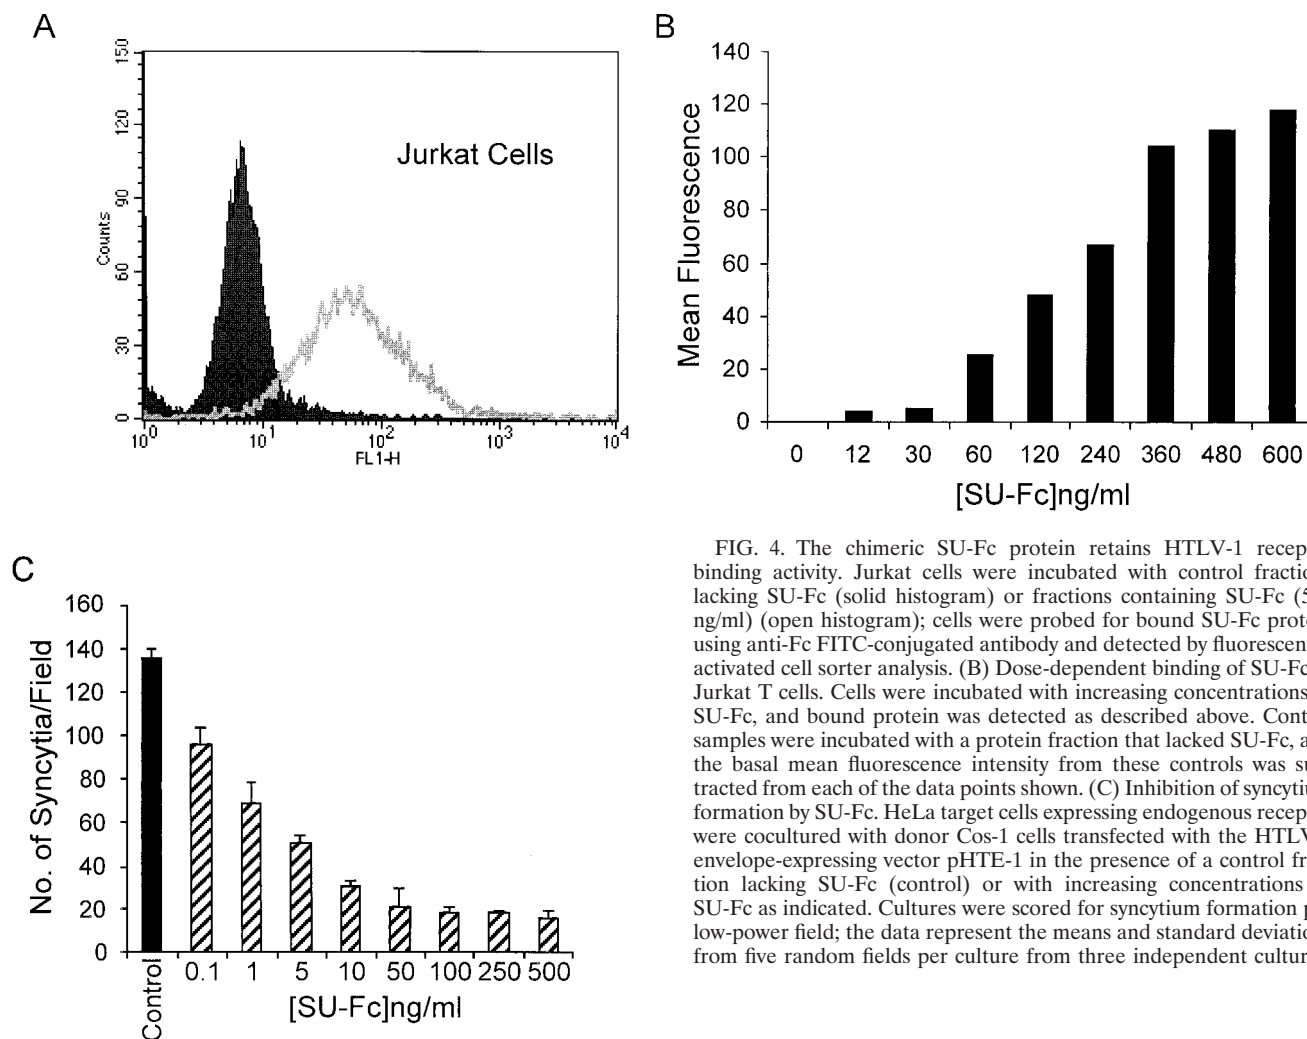 A
150
120
90
60
30
0
Counts
Jurkat Cells
10^0 10^1 10^2 10^3 10^4
FL1-H
B
140
120
100
80
60
40
20
0
Mean Fluorescence
0 12 30 60 120 240 360 480 600
[SU-Fc]ng/ml
C
160
140
120
100
80
60
40
20
0
No. of Syncytia/Field
Control 0.1 1 5 10 50 100 250 500
[SU-Fc]ng/ml
FIG. 4. The chimeric SU-Fc protein retains HTLV-1 recep
binding activity. Jurkat cells were incubated with control fractio
lacking SU-Fc (solid histogram) or fractions containing SU-Fc (5
ng/ml) (open histogram); cells were probed for bound SU-Fc prote
using anti-Fc FITC-conjugated antibody and detected by fluorescen
activated cell sorter analysis. (B) Dose-dependent binding of SU-Fc
Jurkat T cells. Cells were incubated with increasing concentrations
SU-Fc, and bound protein was detected as described above. Cont
samples were incubated with a protein fraction that lacked SU-Fc, a
the basal mean fluorescence intensity from these controls was su
tracted from each of the data points shown. (C) Inhibition of syncytiu
formation by SU-Fc. HeLa target cells expressing endogenous recep
were cocultured with donor Cos-1 cells transfected with the HTLV
envelope-expressing vector pHTE-1 in the presence of a control fra
tion lacking SU-Fc (control) or with increasing concentrations
SU-Fc as indicated. Cultures were scored for syncytium formation p
low-power field; the data represent the means and standard deviatio
from five random fields per culture from three independent cultur